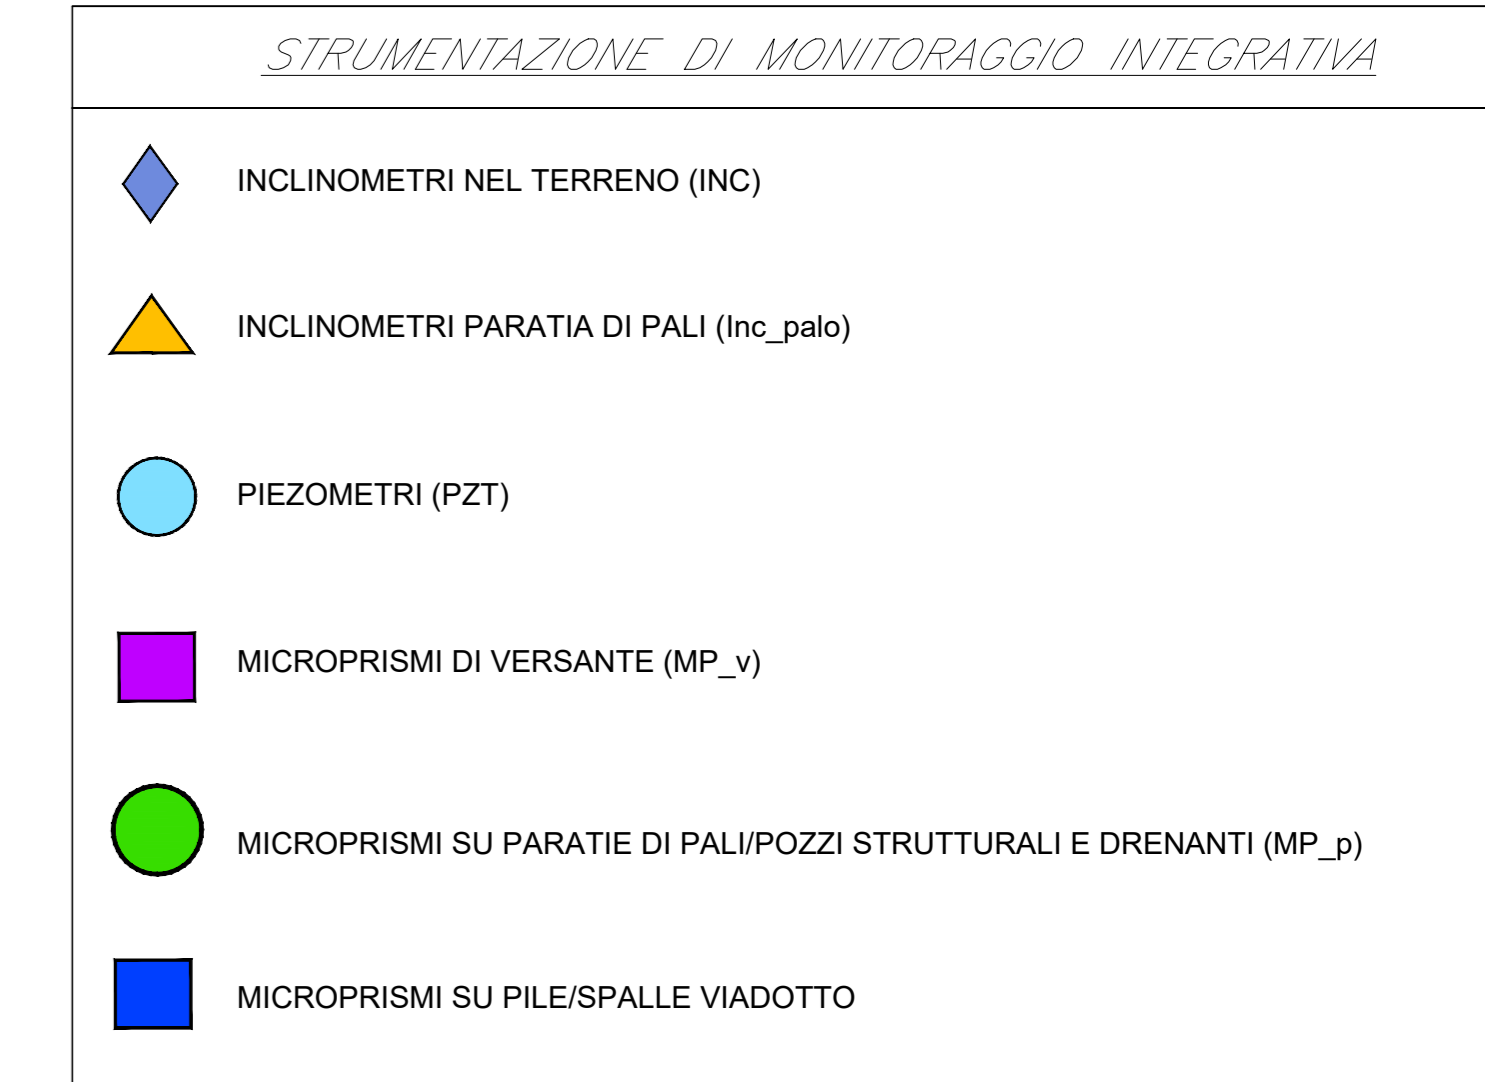 STRUMENTAZIONE DI MONITORAGGIO INTEGRATIVA
INCLINOMETRI NEL TERRENO (INC)
INCLINOMETRI PARATIA DI PALI (Inc_palo)
PIEZOMETRI (PZT)
MICROPRISMI DI VERSANTE (MP_v)
MICROPRISMI SU PARATIE DI PALI/POZZI STRUTTURALI E DRENANTI (MP_p)
MICROPRISMI SU PILE/SPALLE VIADOTTO